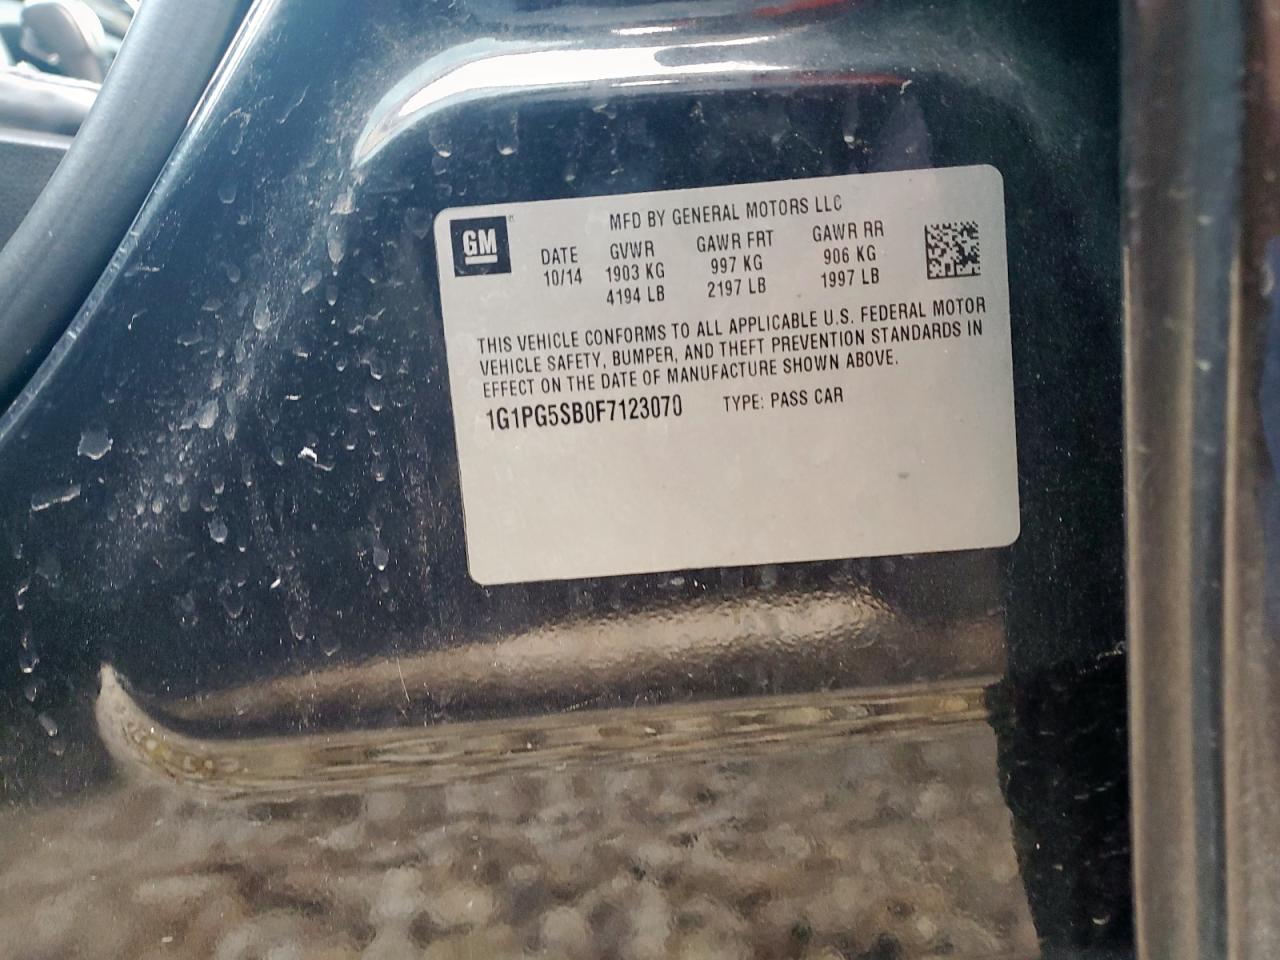 GM
MFD BY GENERAL MOTORS LLC
DATE GVWR GAWR FRT GAWR RR
10/14 1903 KG 997 KG 906 KG
4194 LB 2197 LB 1997 LB
THIS VEHICLE CONFORMS TO ALL APPLICABLE U.S. FEDERAL MOTOR
VEHICLE SAFETY, BUMPER, AND THEFT PREVENTION STANDARDS IN
EFFECT ON THE DATE OF MANUFACTURE SHOWN ABOVE.
1G1PG5SB0F7123070 TYPE: PASS CAR